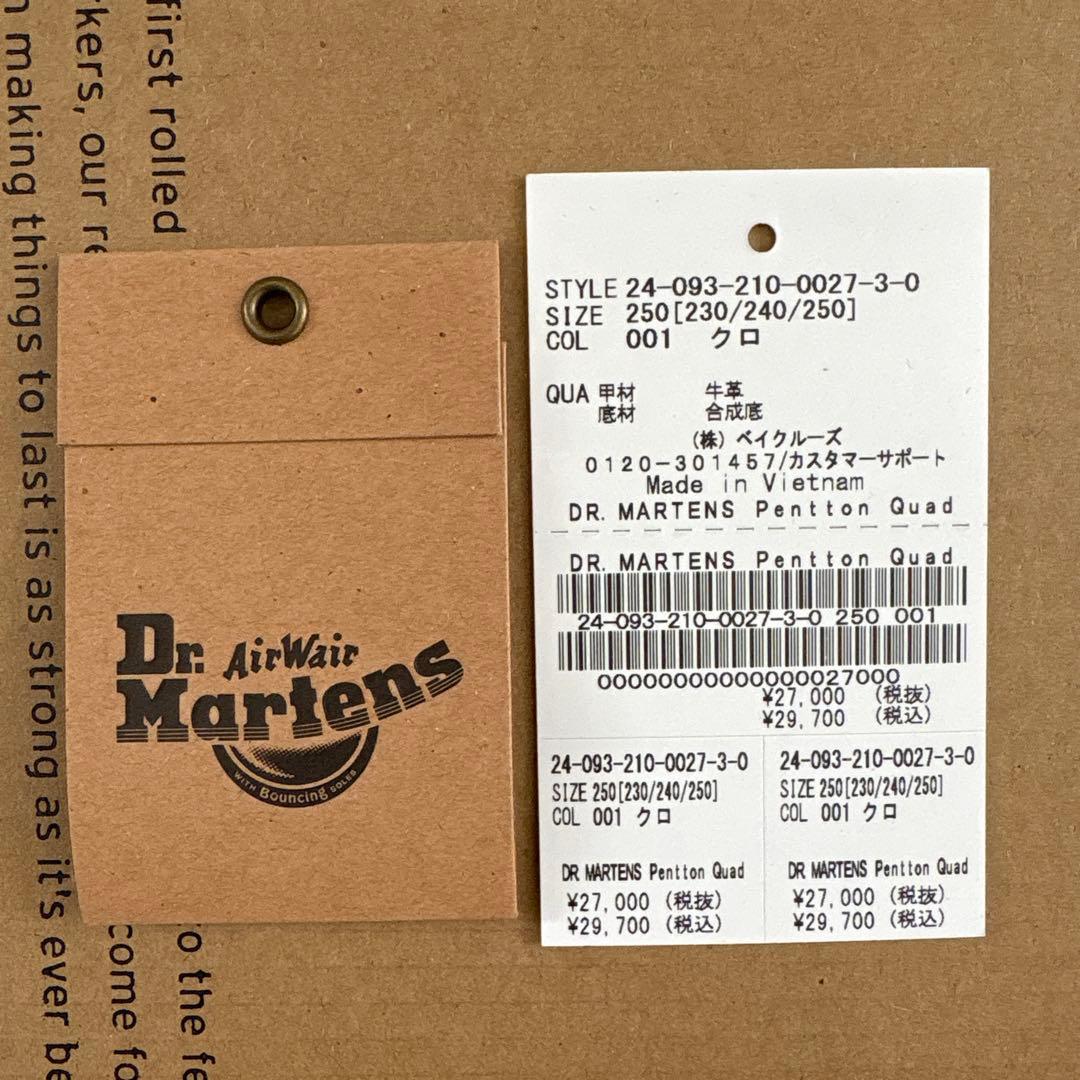 first rolled
kers, our re
making things to last is as strong as it's ever be
come fo
o the fe
Dr. AirWair
Martens
WITH Bouncing SOLES
STYLE 24-093-210-0027-3-0
SIZE 250[230/240/250]
COL 001 クロ
QUA 甲材 牛革
底材 合成底
(株) ベイクルーズ
0120-301457/カスタマーサポート
Made in Vietnam
DR. MARTENS Pentton Quad
DR. MARTENS Pentton Quad
24-093-210-0027-3-0 250 001
000000000000000027000
¥27,000 (税抜)
¥29,700 (税込)
24-093-210-0027-3-0
SIZE 250[230/240/250]
COL 001 クロ
DR MARTENS Pentton Quad
¥27,000 (税抜)
¥29,700 (税込)
24-093-210-0027-3-0
SIZE 250[230/240/250]
COL 001 クロ
DR MARTENS Pentton Quad
¥27,000 (税抜)
¥29,700 (税込)